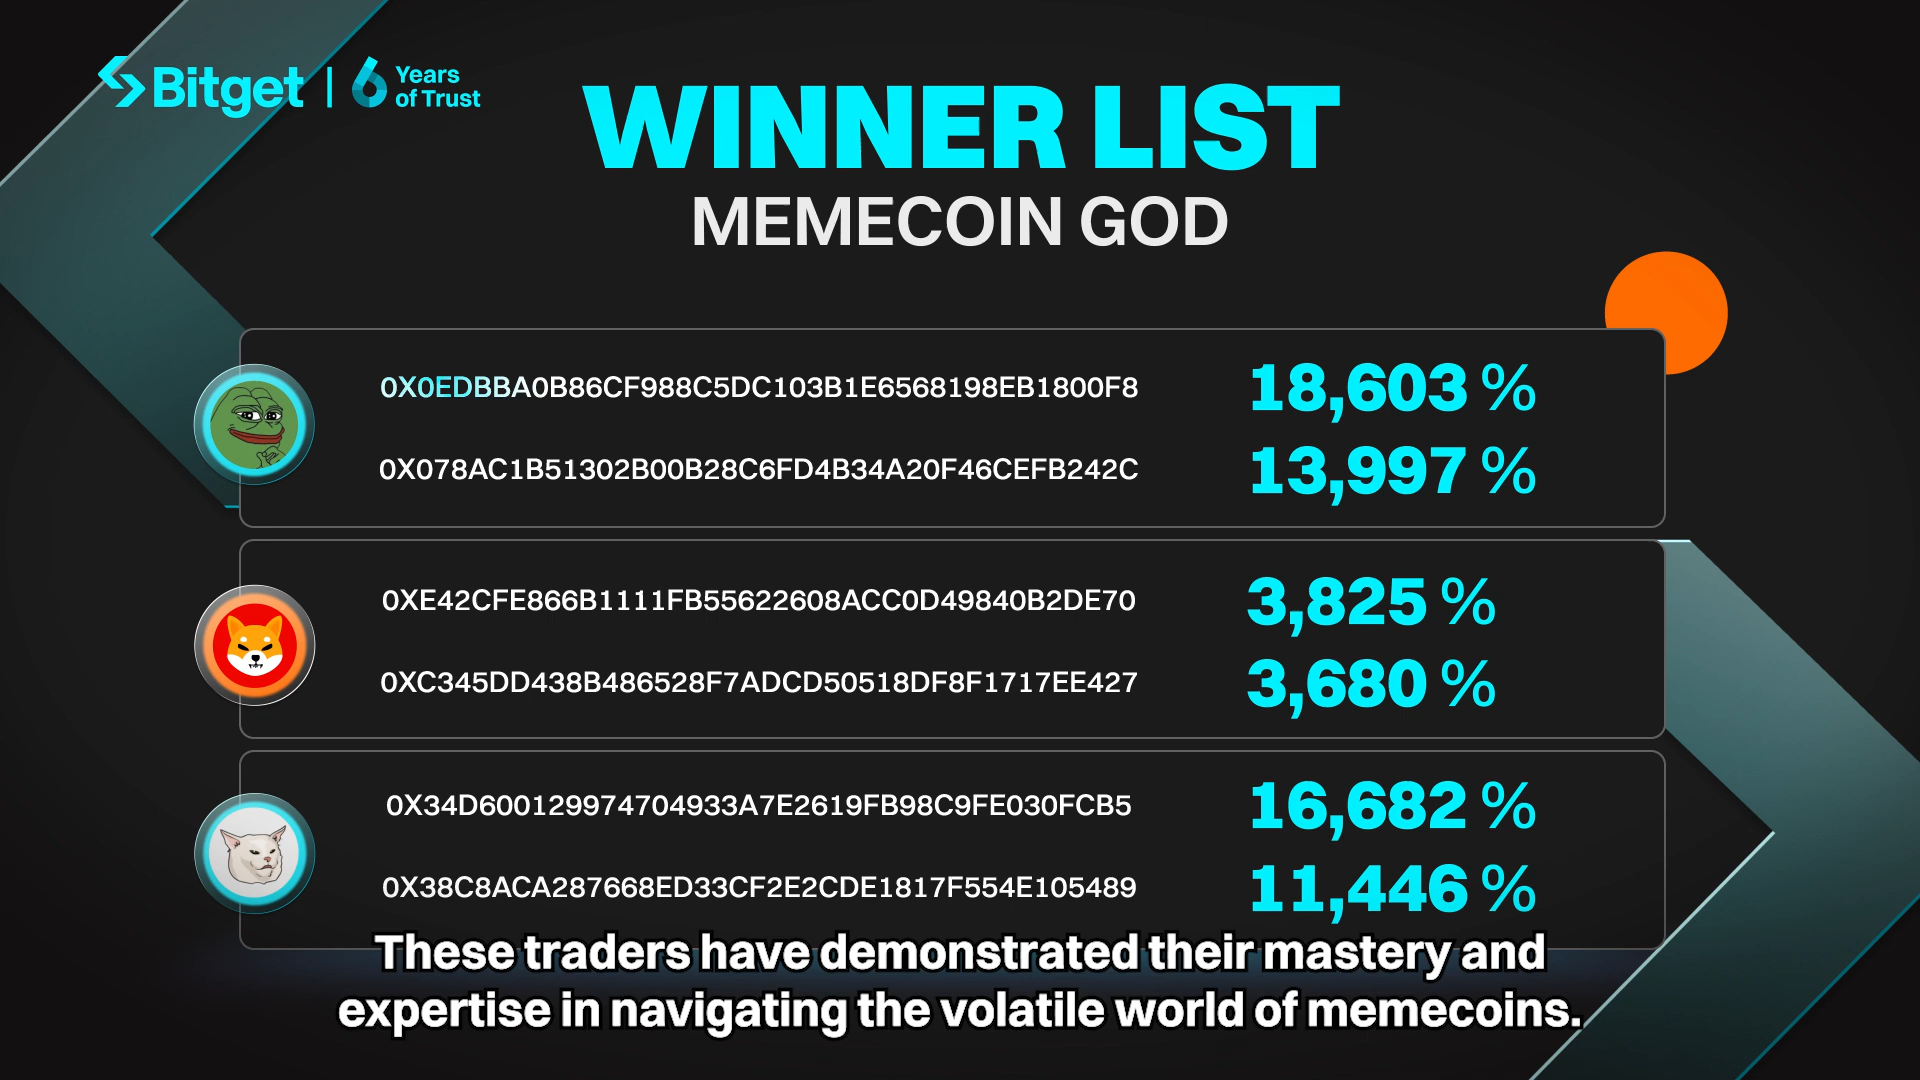 Bitget | 6 Years of Trust
WINNER LIST
MEMECOIN GOD
0X0EDBBA0B86CF988C5DC103B1E6568198EB1800F8 18,603 %
0X078AC1B51302B00B28C6FD4B34A20F46CEFB242C 13,997 %
0XE42CFE866B1111FB55622608ACC0D49840B2DE70 3,825 %
0XC345DD438B486528F7ADCD50518DF8F1717EE427 3,680 %
0X34D600129974704933A7E2619FB98C9FE030FCB5 16,682 %
0X38C8ACA287668ED33CF2E2CDE1817F554E105489 11,446 %
These traders have demonstrated their mastery and
expertise in navigating the volatile world of memecoins.